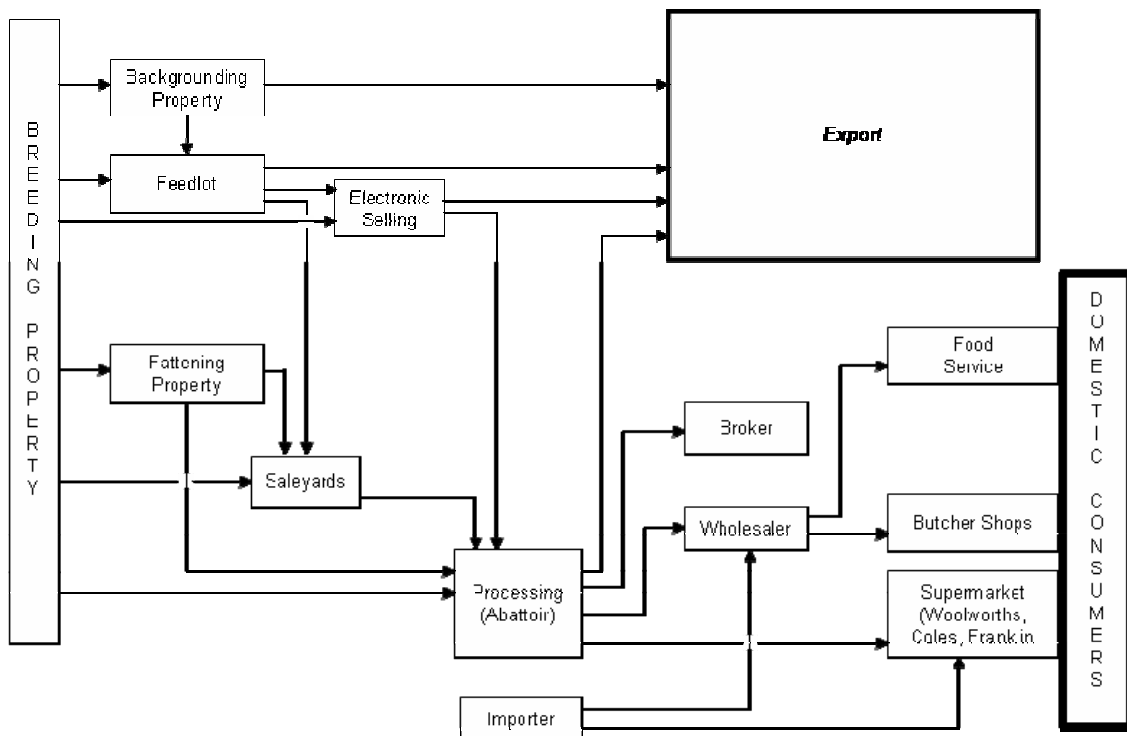 BREEDING PROPERTY
Backgrounding
Property
Export
Feedlot
Electronic
Selling
Fattening
Property
Saleyards
Processing
(Abattoir)
Broker
Wholesaler
Importer
Food
Service
Butcher Shops
Supermarket
(Woolworths,
Coles, Franklin
DOMESTIC CONSUMERS